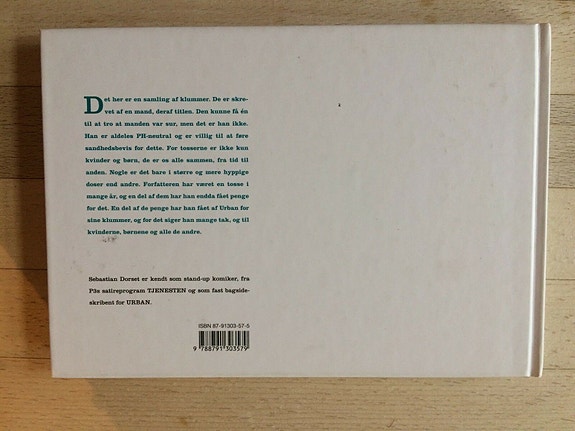 Det her er en samling af klummer. De er skre-
vet af en mand, deraf titlen. Den kunne få én
til at tro at manden var sur, men det er han ikke.
Han er aldeles PH-neutral og er villig til at føre
sandhedsbevis for dette. For tosserne er ikke kun
kvinder og børn, de er os alle sammen, fra tid til
anden. Nogle er det bare i større og mere hyppige
doser end andre. Forfatteren har været en tosse i
mange år, og en del af dem har han endda fået penge
for det. En del af de penge har han fået af Urban for
sine klummer, og for det siger han mange tak, og til
kvinderne, børnene og alle de andre.
Sebastian Dorset er kendt som stand-up komiker, fra
P3s satireprogram TJENESTEN og som fast bagside-
skribent for URBAN.
ISBN 87-91303-57-5
9 788791 303579